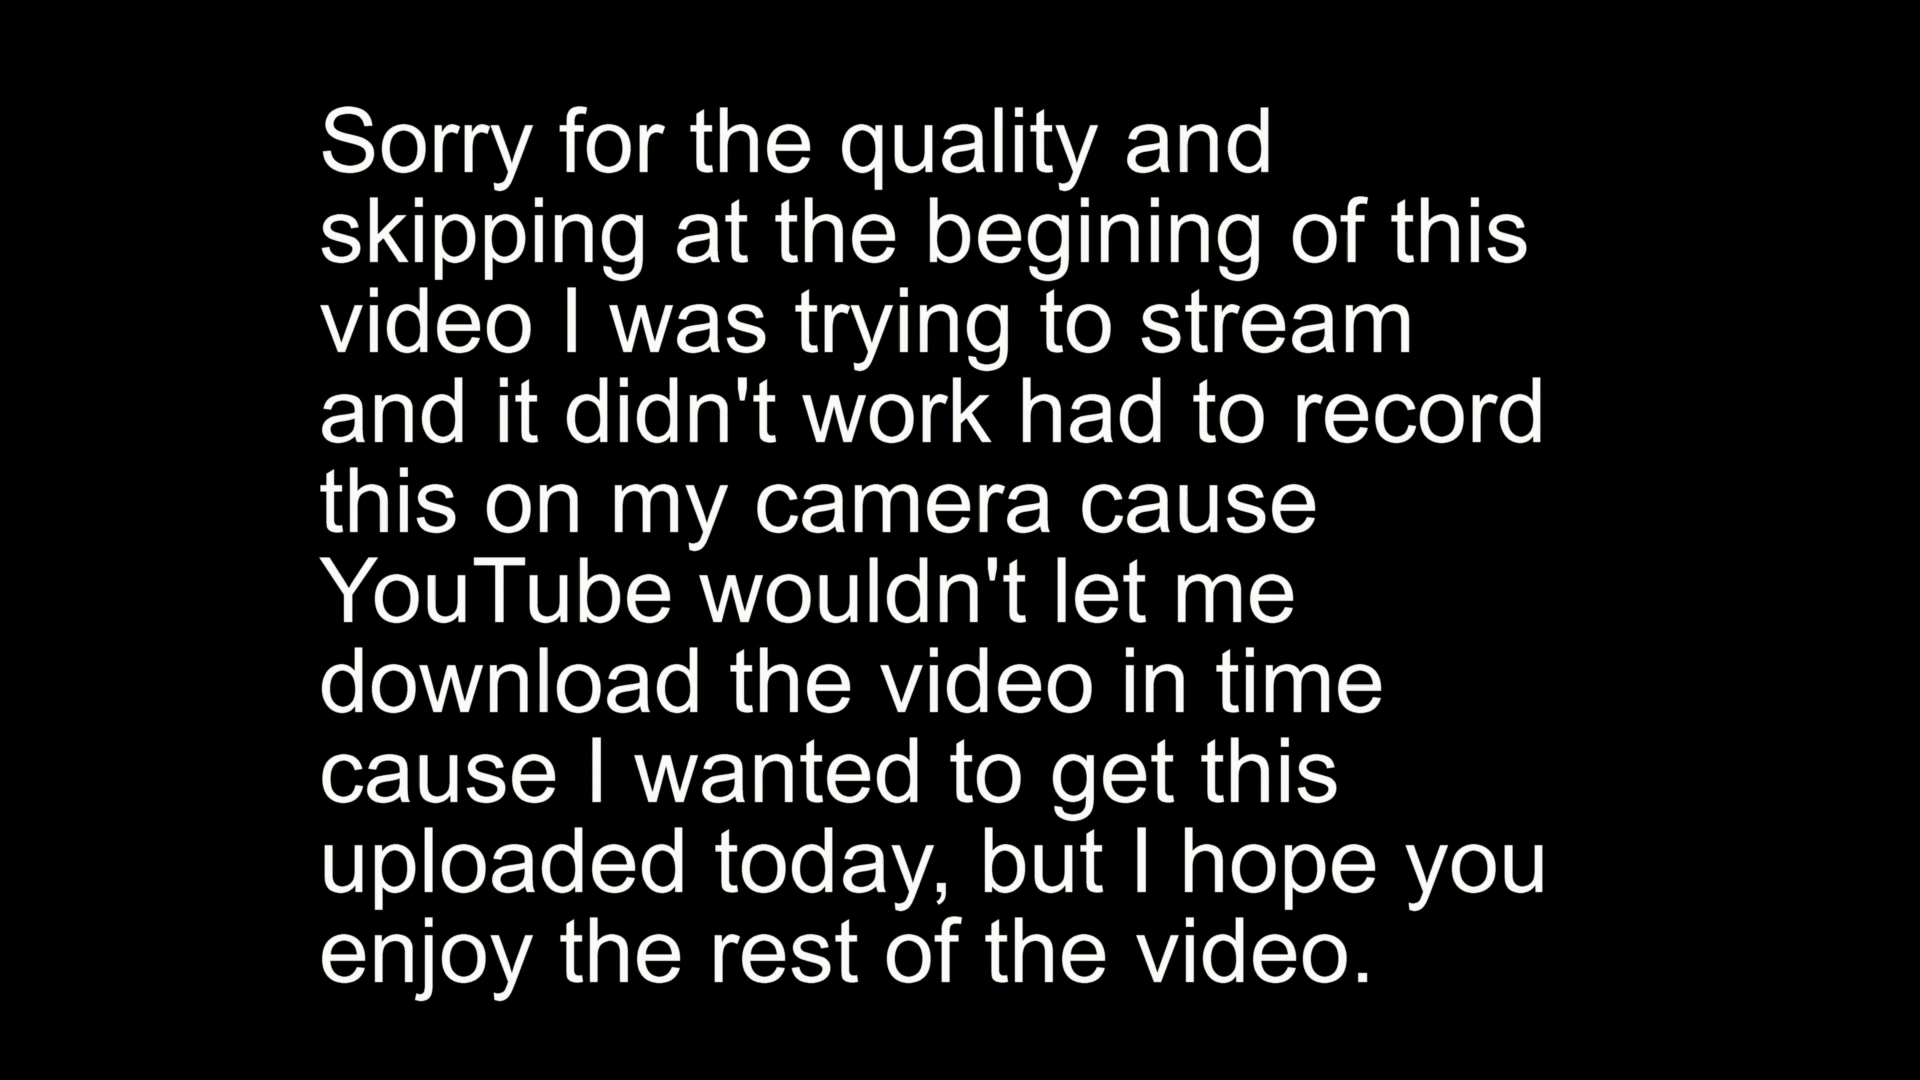 Sorry for the quality and
skipping at the begining of this
video I was trying to stream
and it didn't work had to record
this on my camera cause
YouTube wouldn't let me
download the video in time
cause I wanted to get this
uploaded today, but I hope you
enjoy the rest of the video.